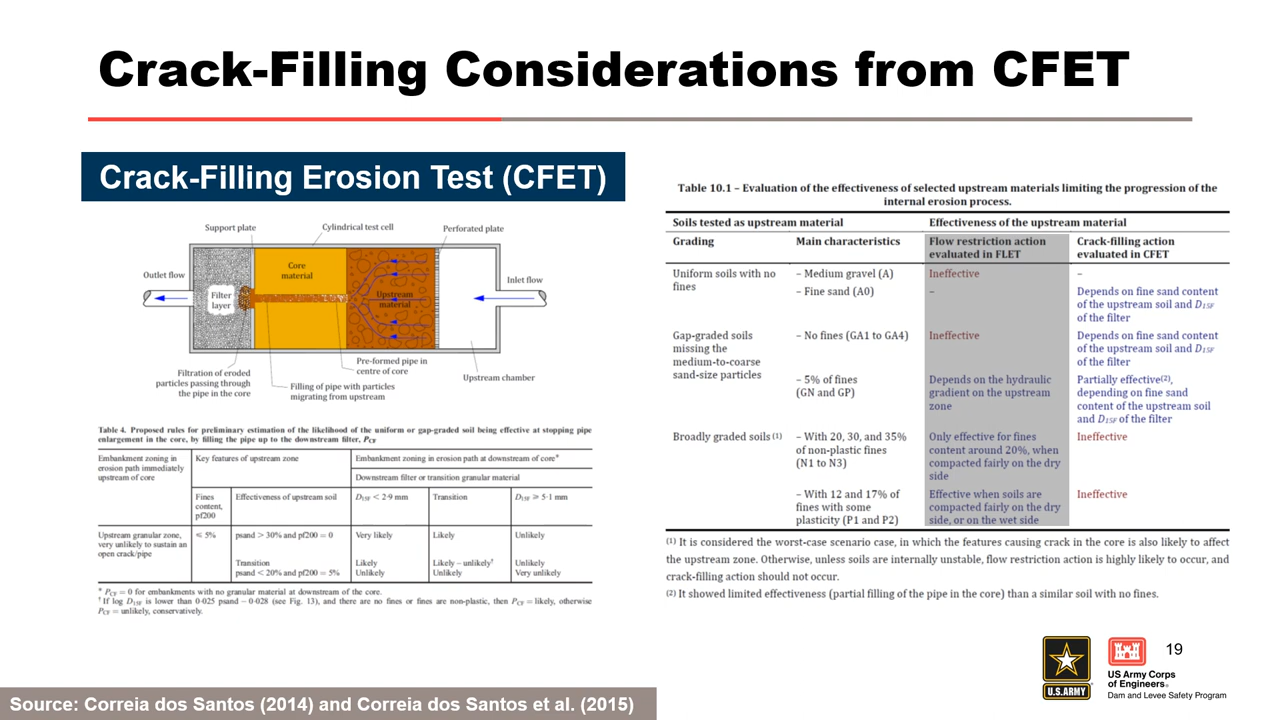 Crack-Filling Considerations from CFET
Crack-Filling Erosion Test (CFET)
Support plate
Cylindrical test cell
Perforated plate
Outlet flow
Core
material
Filter
layer
Upstream
material
Inlet flow
Filtration of eroded
particles passing through
the pipe in the core
Pre-formed pipe in
centre of core
Filling of pipe with particles
migrating from upstream
Upstream chamber
Table 4. Proposed rules for preliminary estimation of the likelihood of the uniform or gap-graded soil being effective at stopping pipe
enlargement in the core, by filling the pipe up to the downstream filter, PCF
Embankment zoning in
erosion path immediately
upstream of core
Key features of upstream zone
Embankment zoning in erosion path at downstream of core*
Downstream filter or transition granular material
Fines
content,
pf200
Effectiveness of upstream soil
D15F < 2·9 mm
Transition
D15F ≥ 5·1 mm
Upstream granular zone,
very unlikely to sustain an
open crack/pipe
≤ 5%
psand > 30% and pf200 = 0
Very likely
Likely
Unlikely
Transition
Likely
Likely – unlikely†
Unlikely
psand < 20% and pf200 = 5%
Unlikely
Unlikely
Very unlikely
* PCF = 0 for embankments with no granular material at downstream of the core.
† If log D15F is lower than 0·025 psand − 0·028 (see Fig. 13), and there are no fines or fines are non-plastic, then PCF = likely, otherwise
PCF = unlikely, conservatively.
Table 10.1 – Evaluation of the effectiveness of selected upstream materials limiting the progression of the
internal erosion process.
Soils tested as upstream material
Effectiveness of the upstream material
Grading
Main characteristics
Flow restriction action
evaluated in FLET
Crack-filling action
evaluated in CFET
Uniform soils with no
fines
– Medium gravel (A)
Ineffective
–
– Fine sand (A0)
–
Depends on fine sand content
of the upstream soil and D15F
of the filter
Gap-graded soils
missing the
medium-to-coarse
sand-size particles
– No fines (GA1 to GA4)
Ineffective
Depends on fine sand content
of the upstream soil and D15F
of the filter
– 5% of fines
(GN and GP)
Depends on the hydraulic
gradient on the upstream
zone
Partially effective(2),
depending on fine sand
content of the upstream soil
and D15F of the filter
Broadly graded soils (1)
– With 20, 30, and 35%
of non-plastic fines
(N1 to N3)
Only effective for fines
content around 20%, when
compacted fairly on the dry
side
Ineffective
– With 12 and 17% of
fines with some
plasticity (P1 and P2)
Effective when soils are
compacted fairly on the dry
side, or on the wet side
Ineffective
(1) It is considered the worst-case scenario case, in which the features causing crack in the core is also likely to affect
the upstream zone. Otherwise, unless soils are internally unstable, flow restriction action is highly likely to occur, and
crack-filling action should not occur.
(2) It showed limited effectiveness (partial filling of the pipe in the core) than a similar soil with no fines.
U.S.ARMY
US Army Corps
of Engineers®
Dam and Levee Safety Program
19
Source: Correia dos Santos (2014) and Correia dos Santos et al. (2015)